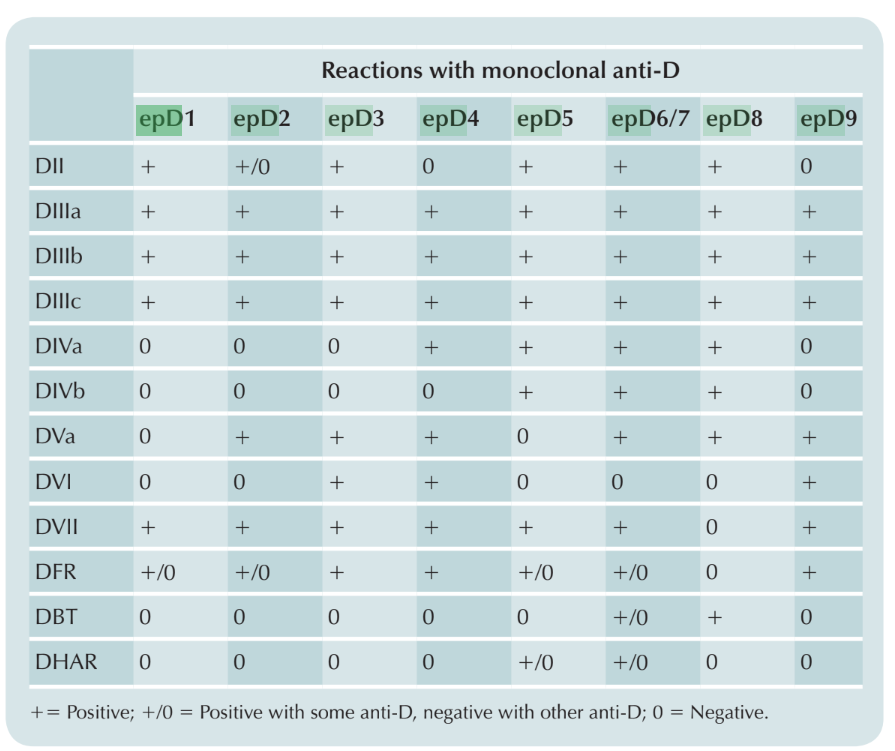 Reactions with monoclonal anti-D
epD1 epD2 epD3 epD4 epD5 epD6/7 epD8 epD9
DII + +/0 + 0 + + + 0
DIIIa + + + + + + + +
DIIIb + + + + + + + +
DIIIc + + + + + + + +
DIVa 0 0 0 + + + + 0
DIVb 0 0 0 0 + + + 0
DVa 0 + + + 0 + + +
DVI 0 0 + + 0 0 0 +
DVII + + + + + + 0 +
DFR +/0 +/0 + + +/0 +/0 0 +
DBT 0 0 0 0 0 +/0 + 0
DHAR 0 0 0 0 +/0 +/0 0 0
+ = Positive; +/0 = Positive with some anti-D, negative with other anti-D; 0 = Negative.